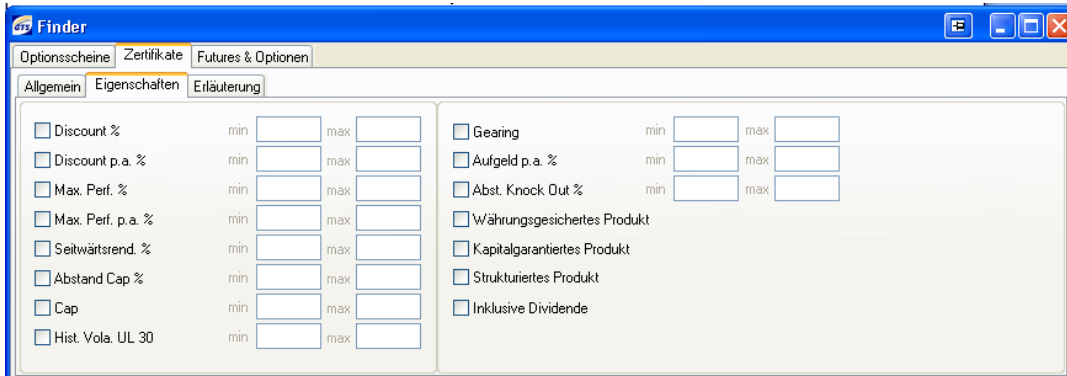 GTS Finder
Optionsscheine Zertifikate Futures & Optionen
Allgemein Eigenschaften Erläuterung
Discount % min max
Discount p.a. % min max
Max. Perf. % min max
Max. Perf. p.a. % min max
Seitwärtsrend. % min max
Abstand Cap % min max
Cap min max
Hist. Vola. UL 30 min max
Gearing min max
Aufgeld p.a. % min max
Abst. Knock Out % min max
Währungsgesichertes Produkt
Kapitalgarantiertes Produkt
Strukturiertes Produkt
Inklusive Dividende